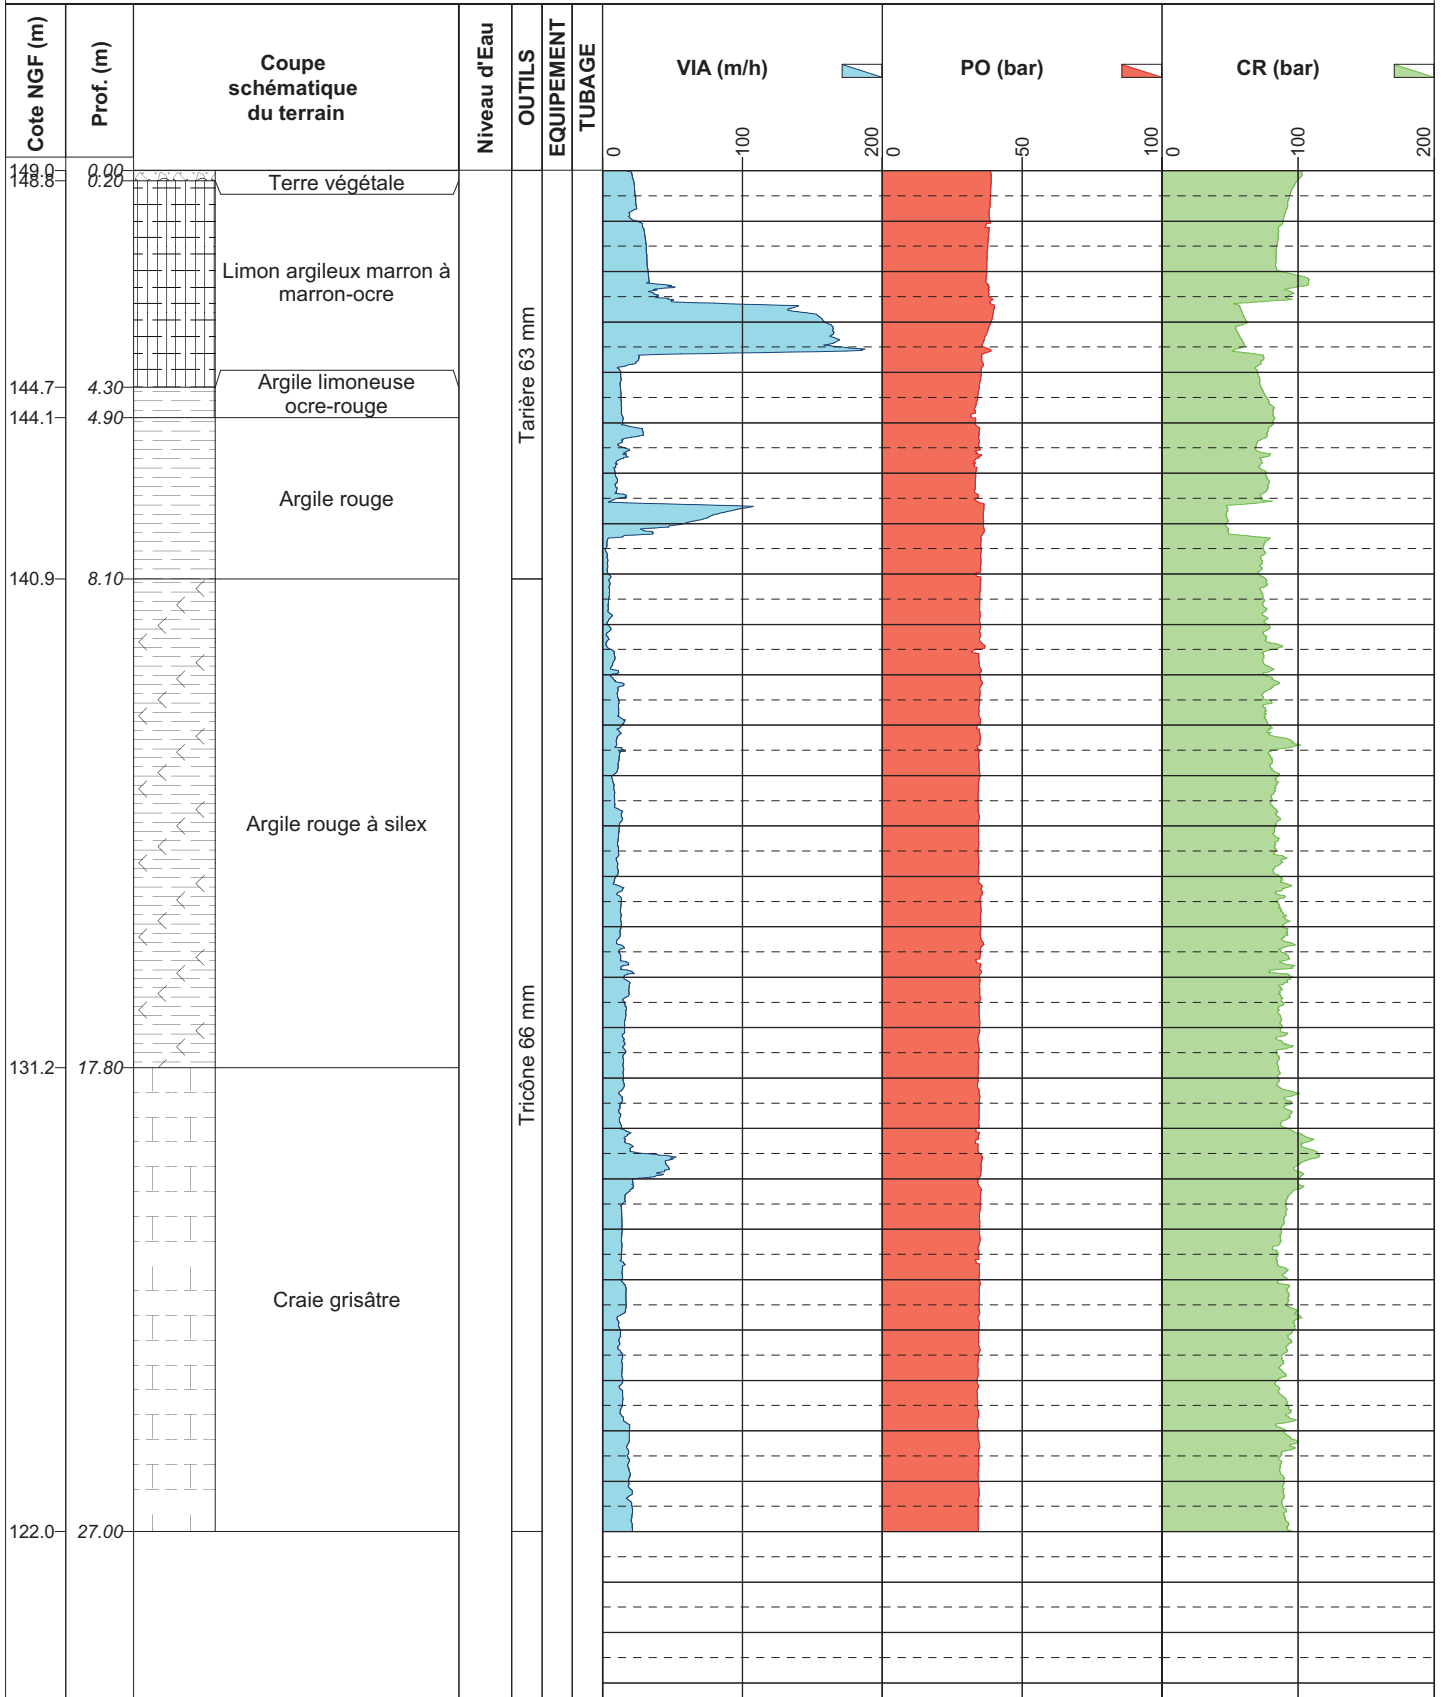 Cote NGF (m)
Prof. (m)
Coupe
schématique
du terrain
Niveau d'Eau
OUTILS
EQUIPEMENT
TUBAGE
VIA (m/h)
PO (bar)
CR (bar)
0 100 200
0 50 100
0 100 200
149.0 0.00
148.8 0.20
Terre végétale
Limon argileux marron à
marron-ocre
144.7 4.30
Argile limoneuse
ocre-rouge
144.1 4.90
Argile rouge
Tarière 63 mm
140.9 8.10
Argile rouge à silex
Tricône 66 mm
131.2 17.80
Craie grisâtre
122.0 27.00